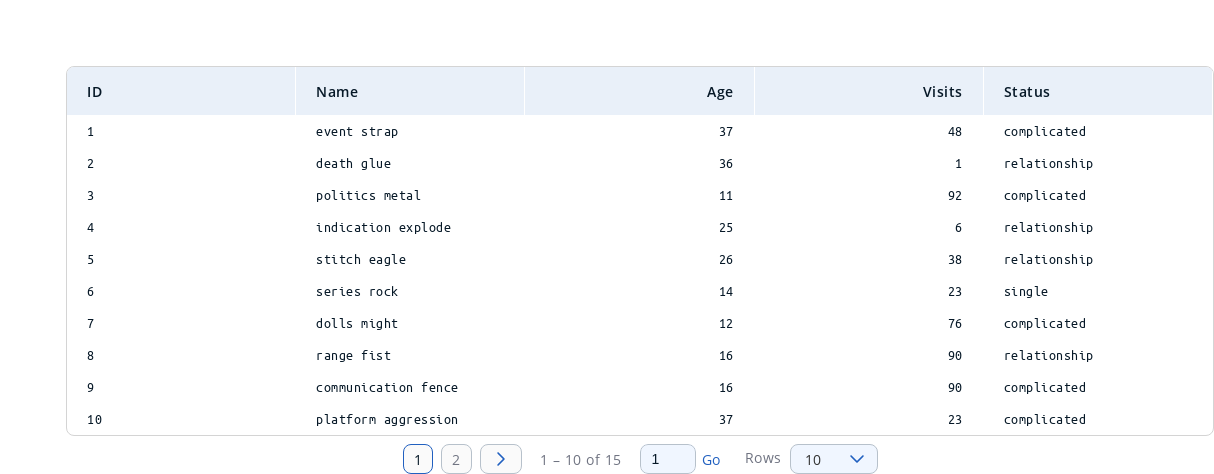 ID Name Age Visits Status
1 event strap 37 48 complicated
2 death glue 36 1 relationship
3 politics metal 11 92 complicated
4 indication explode 25 6 relationship
5 stitch eagle 26 38 relationship
6 series rock 14 23 single
7 dolls might 12 76 complicated
8 range fist 16 90 relationship
9 communication fence 16 90 complicated
10 platform aggression 37 23 complicated
1 2 1 – 10 of 15 1 Go Rows 10